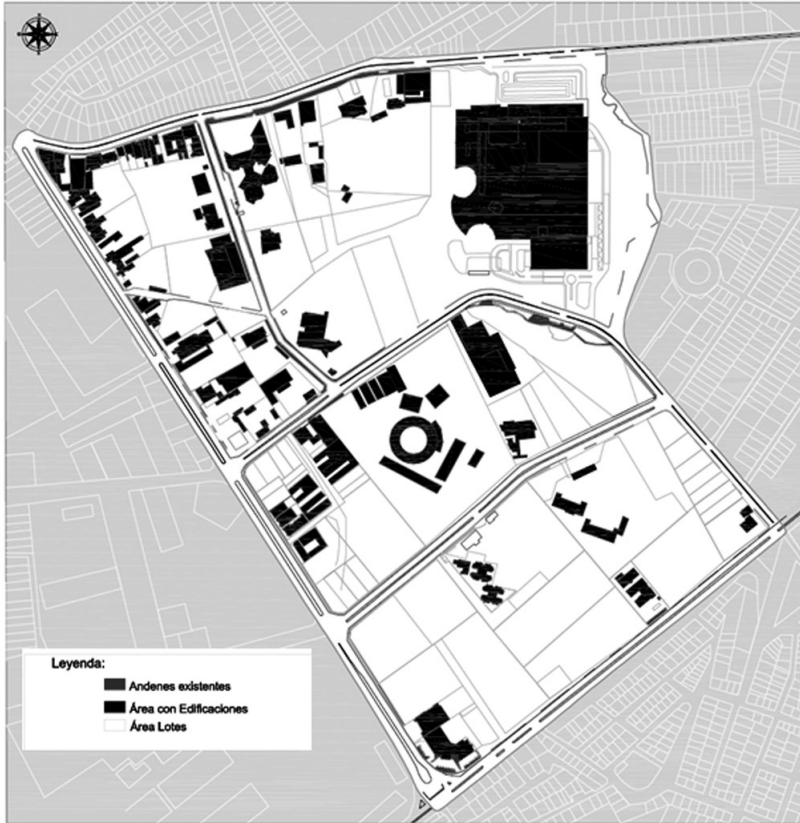 Leyenda:
Andenes existentes
Área con Edificaciones
Área Lotes